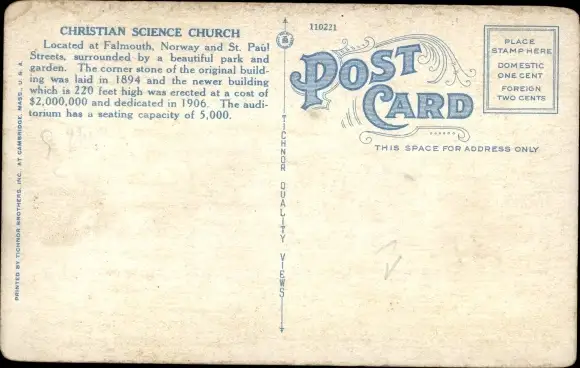 CHRISTIAN SCIENCE CHURCH
Located at Falmouth, Norway and St. Paul
Streets, surrounded by a beautiful park and
garden. The corner stone of the original build-
ing was laid in 1894 and the newer building
which is 220 feet high was erected at a cost of
$2,000,000 and dedicated in 1906. The audi-
torium has a seating capacity of 5,000.
PRINTED BY TICHNOR BROTHERS, INC. AT CAMBRIDGE, MASS., U. S. A.
TICHNOR QUALITY VIEWS
110221
POST
CARD
THIS SPACE FOR ADDRESS ONLY
PLACE
STAMP HERE
DOMESTIC
ONE CENT
FOREIGN
TWO CENTS